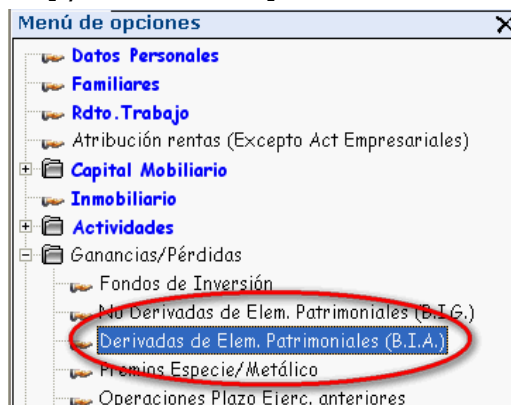 Menú de opciones
Datos Personales
Familiares
Rdto.Trabajo
Atribución rentas (Excepto Act Empresariales)
Capital Mobiliario
Inmobiliario
Actividades
Ganancias/Pérdidas
Fondos de Inversión
No Derivadas de Elem. Patrimoniales (B.I.G.)
Derivadas de Elem. Patrimoniales (B.I.A.)
Premios Especie/Metálico
Operaciones Plazo Ejerc. anteriores